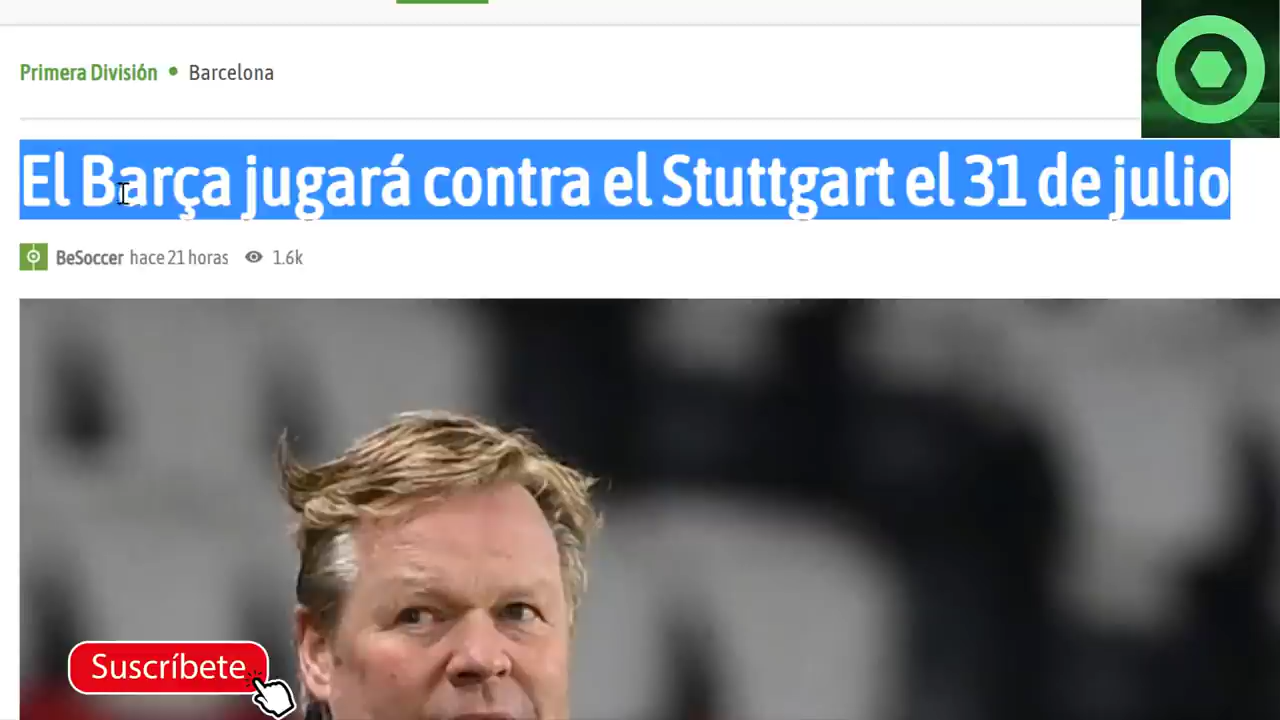 Primera División • Barcelona
El Barça jugará contra el Stuttgart el 31 de julio
BeSoccer hace 21 horas 1.6k
Suscríbete